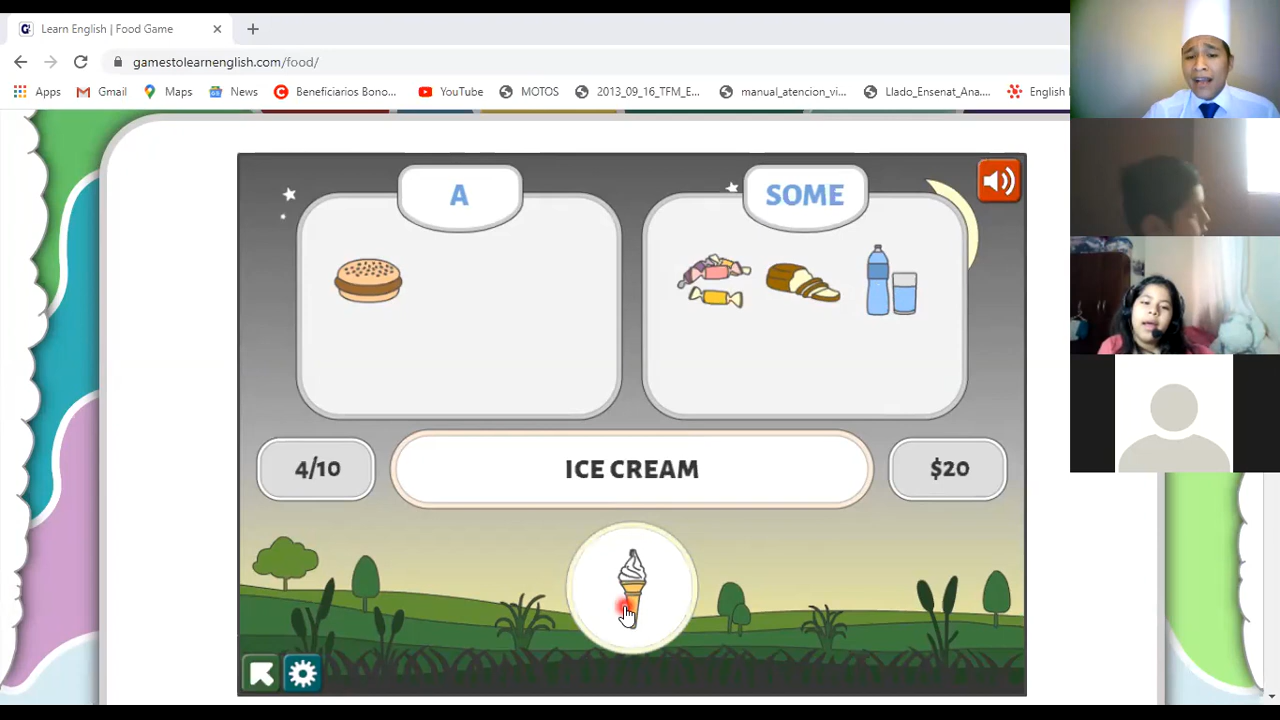 Learn English | Food Game
gamestolearnenglish.com/food/
Apps Gmail Maps News Beneficiarios Bono... YouTube MOTOS 2013_09_16_TFM_E... manual_atencion_vi... Llado_Ensenat_Ana.... English I
A SOME
4/10 ICE CREAM $20